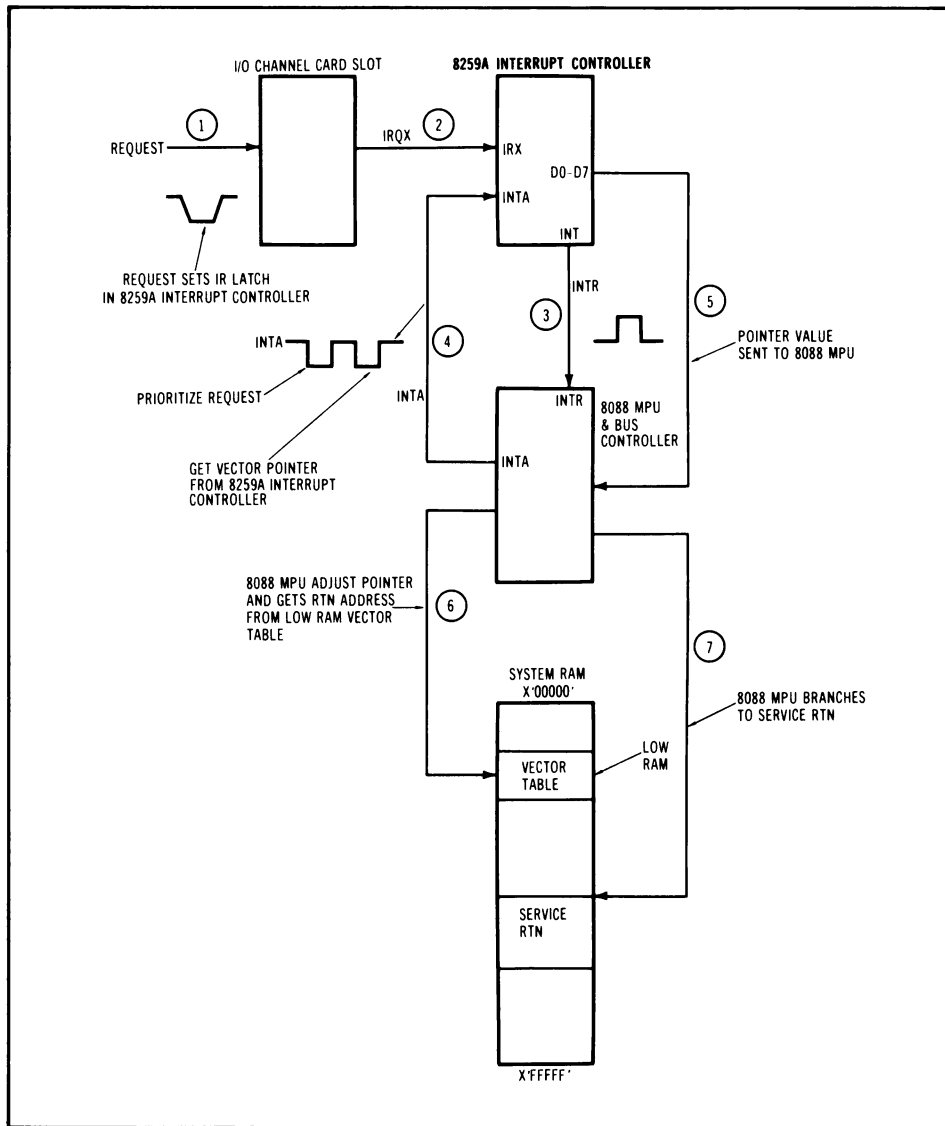 I/O CHANNEL CARD SLOT
8259A INTERRUPT CONTROLLER
1
REQUEST
IRQX
2
IRX
D0-D7
INTA
INT
REQUEST SETS IR LATCH
IN 8259A INTERRUPT CONTROLLER
INTR
3
5
POINTER VALUE
SENT TO 8088 MPU
INTA
4
PRIORITIZE REQUEST
INTA
INTR
8088 MPU
& BUS
CONTROLLER
INTA
GET VECTOR POINTER
FROM 8259A INTERRUPT
CONTROLLER
8088 MPU ADJUST POINTER
AND GETS RTN ADDRESS
FROM LOW RAM VECTOR
TABLE
6
7
SYSTEM RAM
X'00000'
8088 MPU BRANCHES
TO SERVICE RTN
VECTOR
TABLE
LOW
RAM
SERVICE
RTN
X'FFFFF'